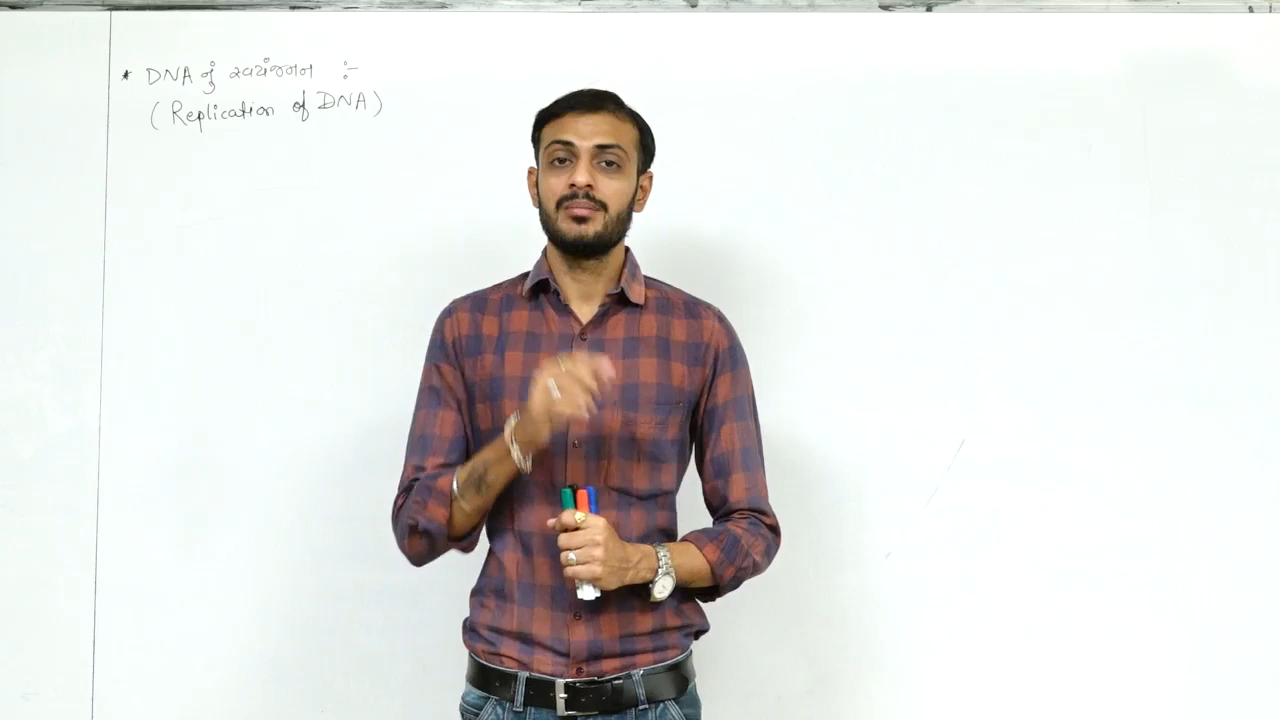 * DNA નું સ્વયંજનન :-
(Replication of DNA)